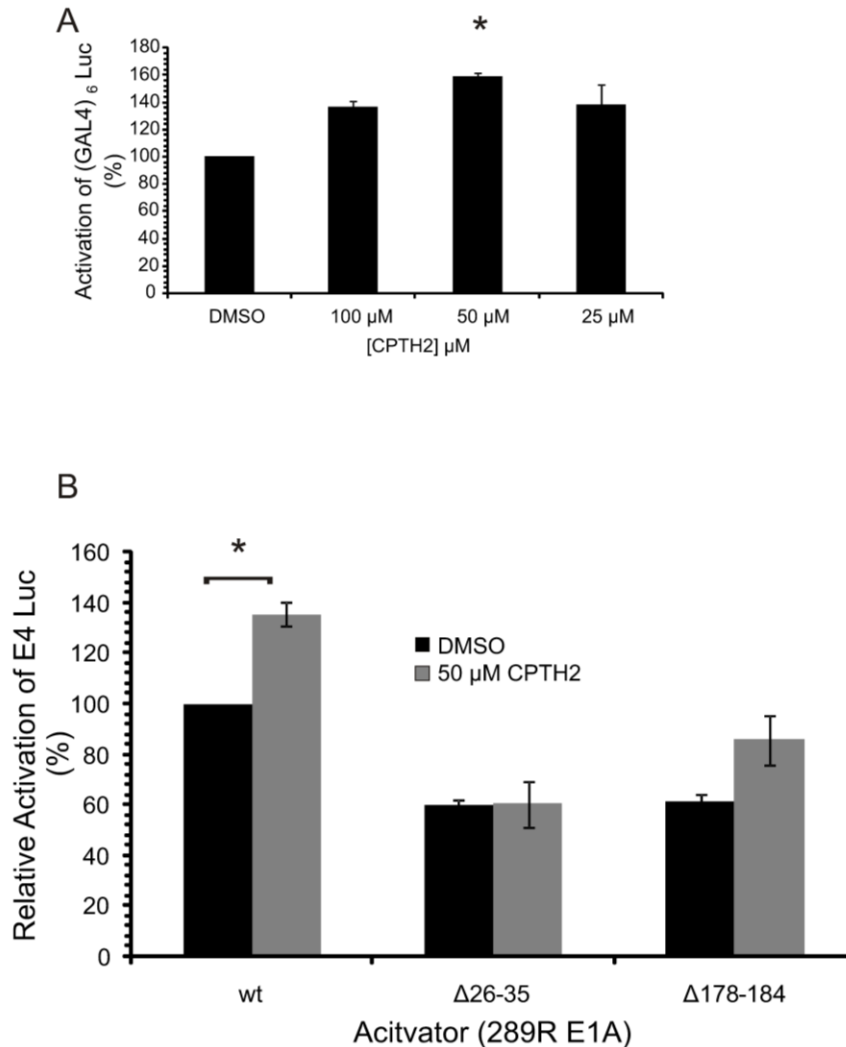 A
*
Activation of (GAL4) 6 Luc
(%)
180
160
140
120
100
80
60
40
20
0
DMSO
100 µM
50 µM
25 µM
[CPTH2] µM
B
*
Relative Activation of E4 Luc
(%)
160
140
120
100
80
60
40
20
0
DMSO
50 µM CPTH2
wt
Δ26-35
Δ178-184
Acitvator (289R E1A)